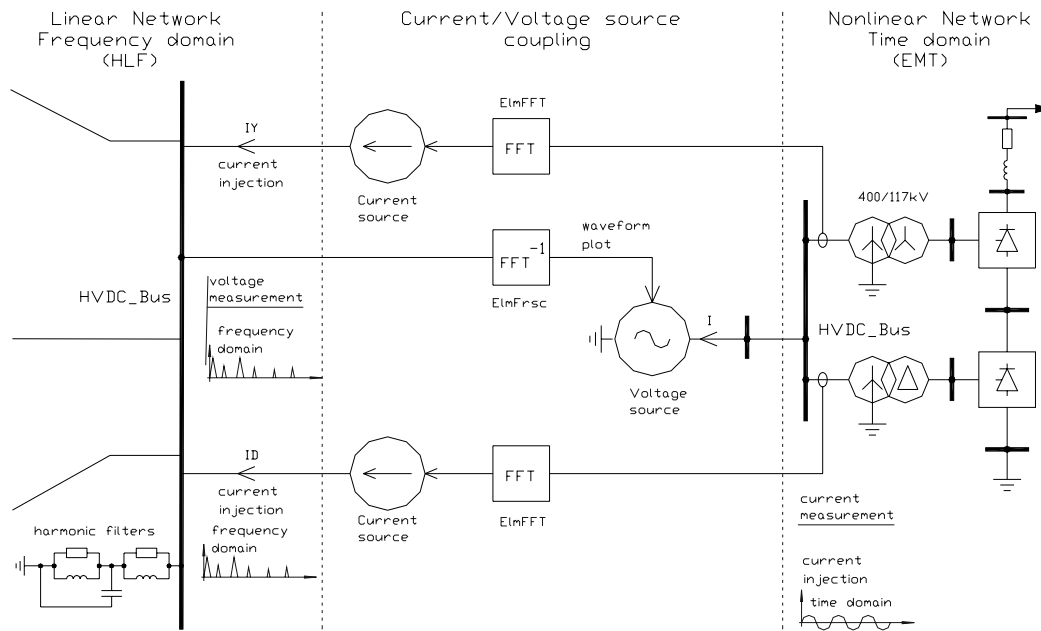 Linear Network
Frequency domain
(HLF)
Current/Voltage source
coupling
Nonlinear Network
Time domain
(EMT)
ElmFFT
IY
FFT
current
injection
Current
source
400/117kV
waveform
plot
FFT-1
ElmFrsc
HVDC_Bus
voltage
measurement
frequency
domain
I
HVDC_Bus
Voltage
source
ID
FFT
current
injection
Current
source
ElmFFT
current
measurement
harmonic filters
frequency
domain
current
injection
time domain